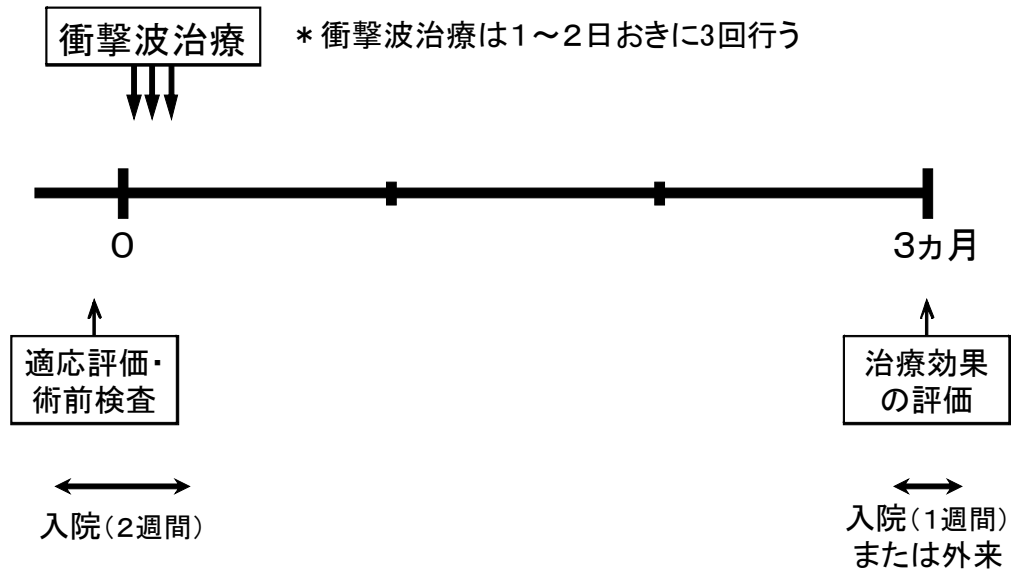 衝撃波治療
＊衝撃波治療は１～２日おきに３回行う
０
３ヵ月
適応評価・
術前検査
治療効果
の評価
入院（２週間）
入院（１週間）
または外来